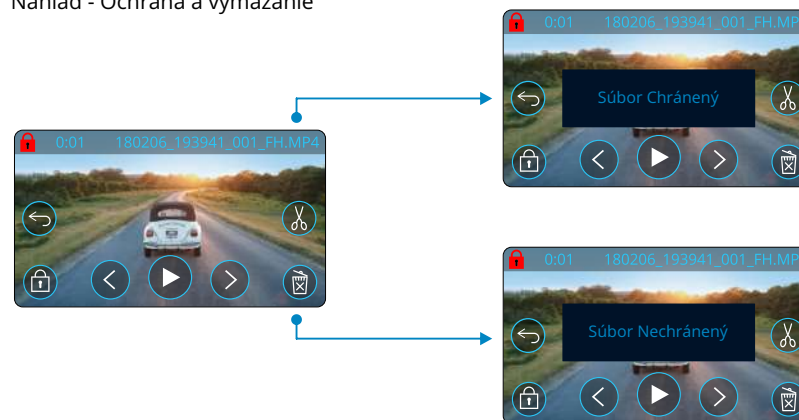 Náhľad - Ochrana a vymazanie
0:01 180206_193941_001_FH.MP4
0:01 180206_193941_001_FH.MP
Súbor Chránený
0:01 180206_193941_001_FH.MP
Súbor Nechránený